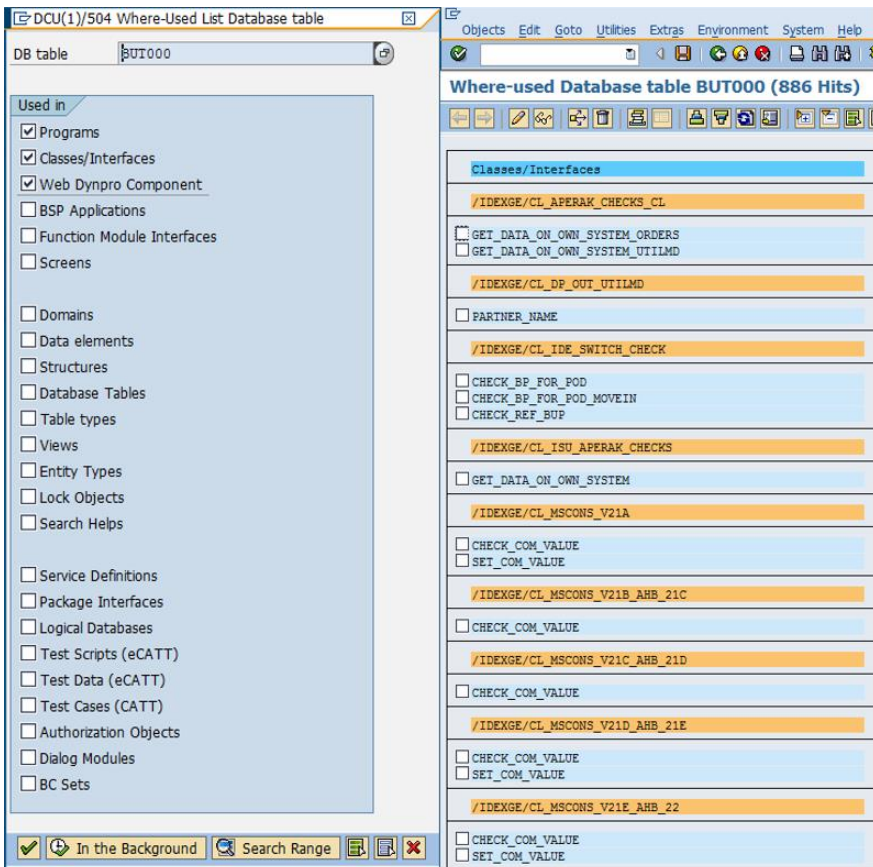 DCU(1)/504 Where-Used List Database table
DB table BUT000
Used in
Programs
Classes/Interfaces
Web Dynpro Component
BSP Applications
Function Module Interfaces
Screens
Domains
Data elements
Structures
Database Tables
Table types
Views
Entity Types
Lock Objects
Search Helps
Service Definitions
Package Interfaces
Logical Databases
Test Scripts (eCATT)
Test Data (eCATT)
Test Cases (CATT)
Authorization Objects
Dialog Modules
BC Sets
In the Background Search Range
Objects Edit Goto Utilities Extras Environment System Help
Where-used Database table BUT000 (886 Hits)
Classes/Interfaces
/IDEXGE/CL_APERAK_CHECKS_CL
GET_DATA_ON_OWN_SYSTEM_ORDERS
GET_DATA_ON_OWN_SYSTEM_UTILMD
/IDEXGE/CL_DP_OUT_UTILMD
PARTNER_NAME
/IDEXGE/CL_IDE_SWITCH_CHECK
CHECK_BP_FOR_POD
CHECK_BP_FOR_POD_MOVEIN
CHECK_REF_BUP
/IDEXGE/CL_ISU_APERAK_CHECKS
GET_DATA_ON_OWN_SYSTEM
/IDEXGE/CL_MSCONS_V21A
CHECK_COM_VALUE
SET_COM_VALUE
/IDEXGE/CL_MSCONS_V21B_AHB_21C
CHECK_COM_VALUE
/IDEXGE/CL_MSCONS_V21C_AHB_21D
CHECK_COM_VALUE
/IDEXGE/CL_MSCONS_V21D_AHB_21E
CHECK_COM_VALUE
SET_COM_VALUE
/IDEXGE/CL_MSCONS_V21E_AHB_22
CHECK_COM_VALUE
SET_COM_VALUE